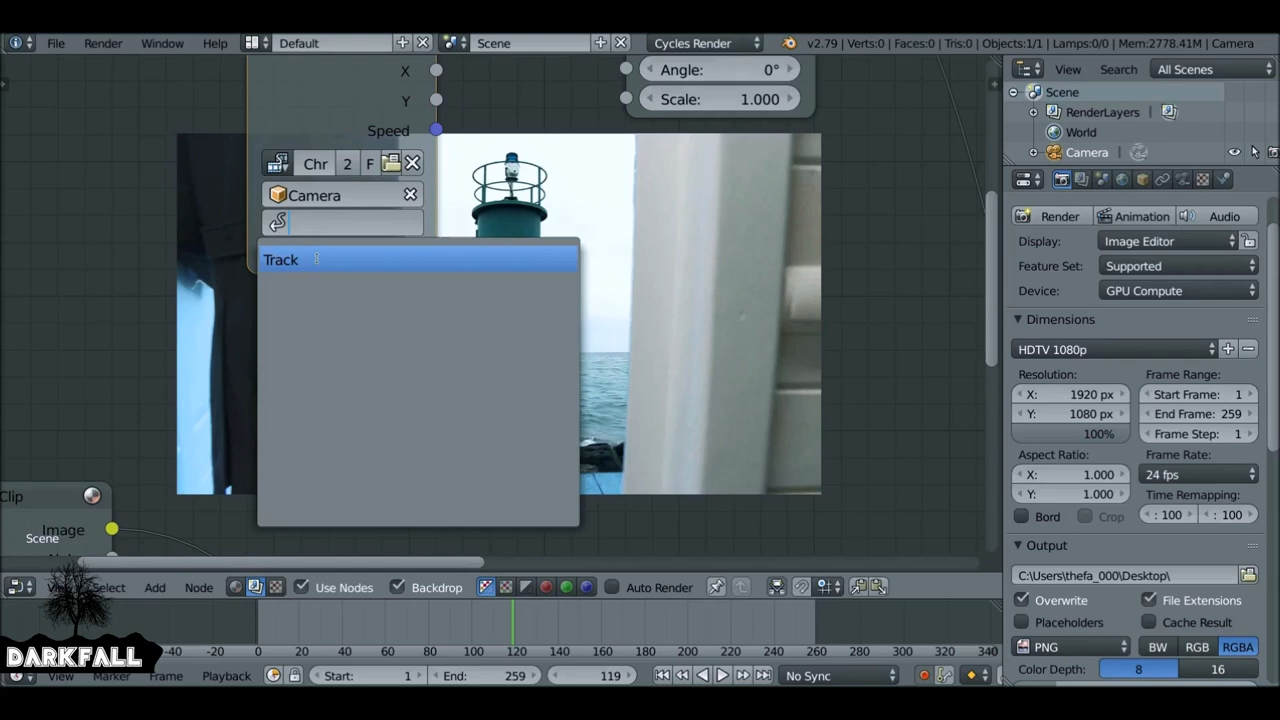 File Render Window Help Default Scene Cycles Render v2.79 | Verts:0 | Faces:0 | Tris:0 | Objects:1/1 | Lamps:0/0 | Mem:2778.41M | Camera
X
Y
Speed
Chr 2 F
Camera
Track
Angle: 0°
Scale: 1.000
Clip
Image
Scene
Select Add Node Use Nodes Backdrop Auto Render
-40 -20 0 20 40 60 80 100 120 140 160 180 200 220 240 260 280 300 320 340
View Marker Frame Playback Start: 1 End: 259 119 No Sync
DARKFALL
View Search All Scenes
Scene
RenderLayers
World
Camera
Render Animation Audio
Display: Image Editor
Feature Set: Supported
Device: GPU Compute
Dimensions
HDTV 1080p
Resolution: Frame Range:
X: 1920 px Start Frame: 1
Y: 1080 px End Frame: 259
100% Frame Step: 1
Aspect Ratio: Frame Rate:
X: 1.000 24 fps
Y: 1.000 Time Remapping:
Bord Crop : 100 : 100
Output
C:\Users\thefa_000\Desktop\
Overwrite File Extensions
Placeholders Cache Result
PNG BW RGB RGBA
Color Depth: 8 16